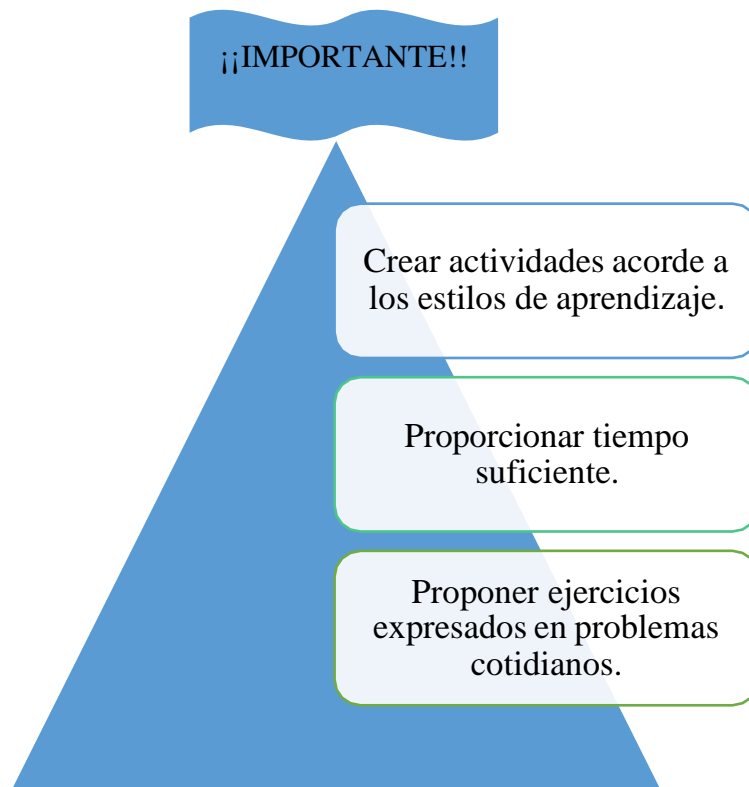 ¡¡IMPORTANTE!!
Crear actividades acorde a
los estilos de aprendizaje.
Proporcionar tiempo
suficiente.
Proponer ejercicios
expresados en problemas
cotidianos.